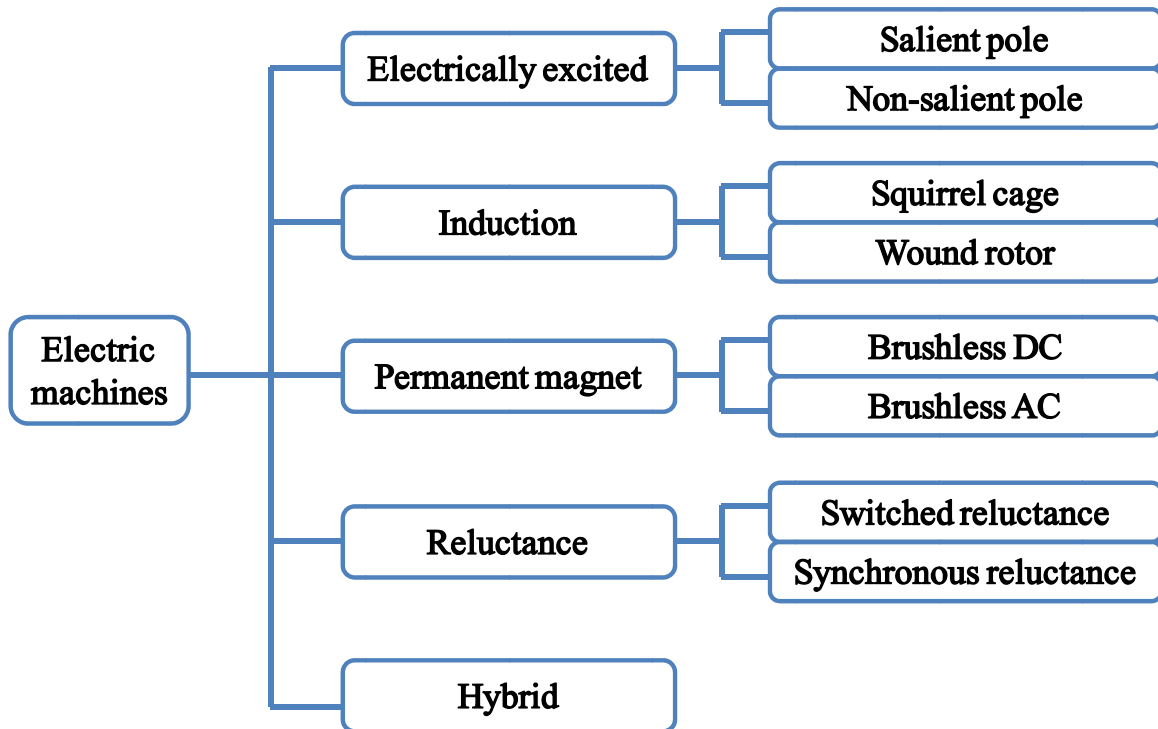 Electric
machines
Electrically excited
Salient pole
Non-salient pole
Induction
Squirrel cage
Wound rotor
Permanent magnet
Brushless DC
Brushless AC
Reluctance
Switched reluctance
Synchronous reluctance
Hybrid